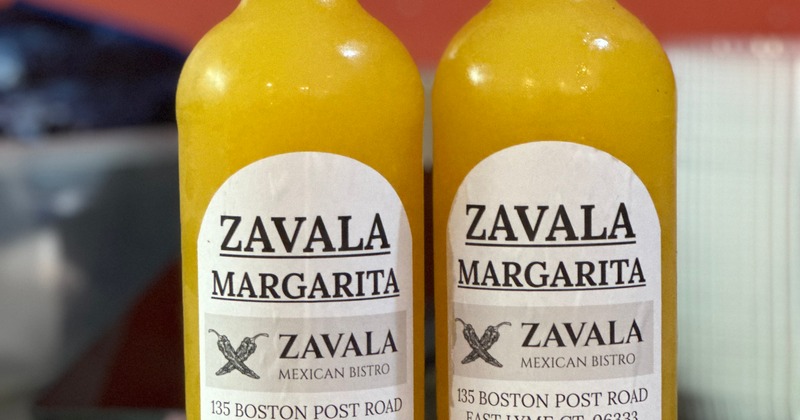 ZAVALA
MARGARITA
ZAVALA
MEXICAN BISTRO
135 BOSTON POST ROAD
ZAVALA
MARGARITA
ZAVALA
MEXICAN BISTRO
135 BOSTON POST ROAD
EAST LYME CT. 06333